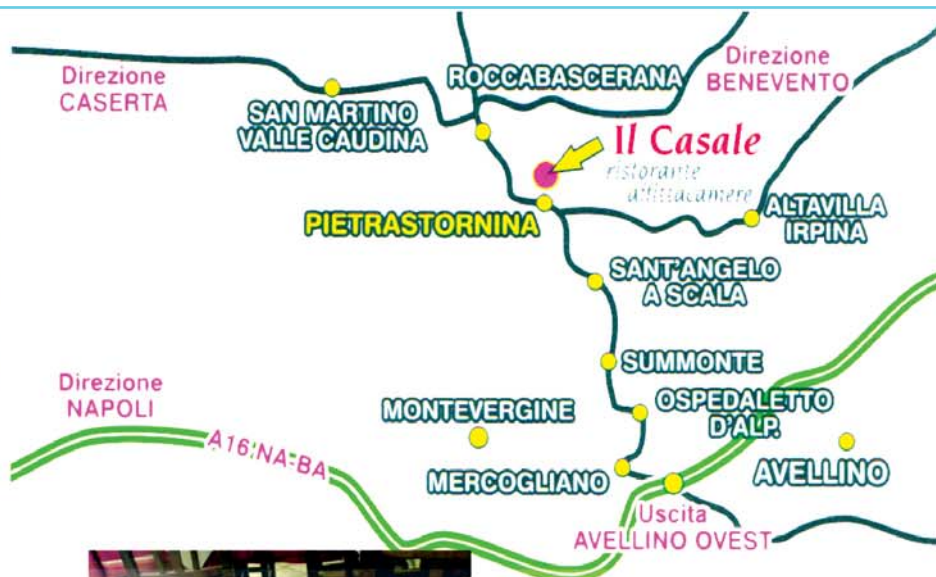 Direzione
CASERTA
SAN MARTINO
VALLE CAUDINA
ROCCABASCERANA
Direzione
BENEVENTO
Il Casale
ristorante
affittacamere
PIETRASTORNINA
ALTAVILLA
IRPINA
SANT'ANGELO
A SCALA
SUMMONTE
Direzione
NAPOLI
MONTEVERGINE
OSPEDALETTO
D'ALP.
A16 NA-BA
MERCOGLIANO
AVELLINO
Uscita
AVELLINO OVEST